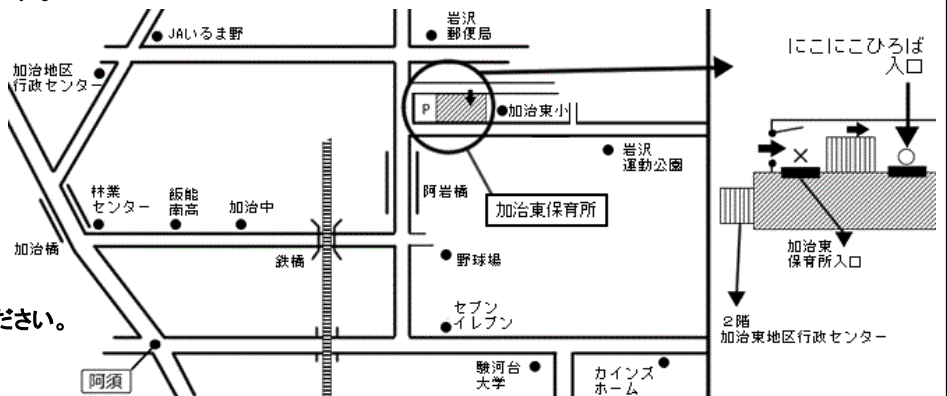 JAいるま野
岩沢
郵便局
加治地区
行政センター
P
加治東小
岩沢
運動公園
林業
センター
飯能
南高
加治中
阿岩橋
加治東保育所
加治橋
鉄橋
野球場
セブン
イレブン
ださい。
阿須
駿河台
大学
カインズ
ホーム
にこにこひろば
入口
加治東
保育所入口
2階
加治東地区行政センター